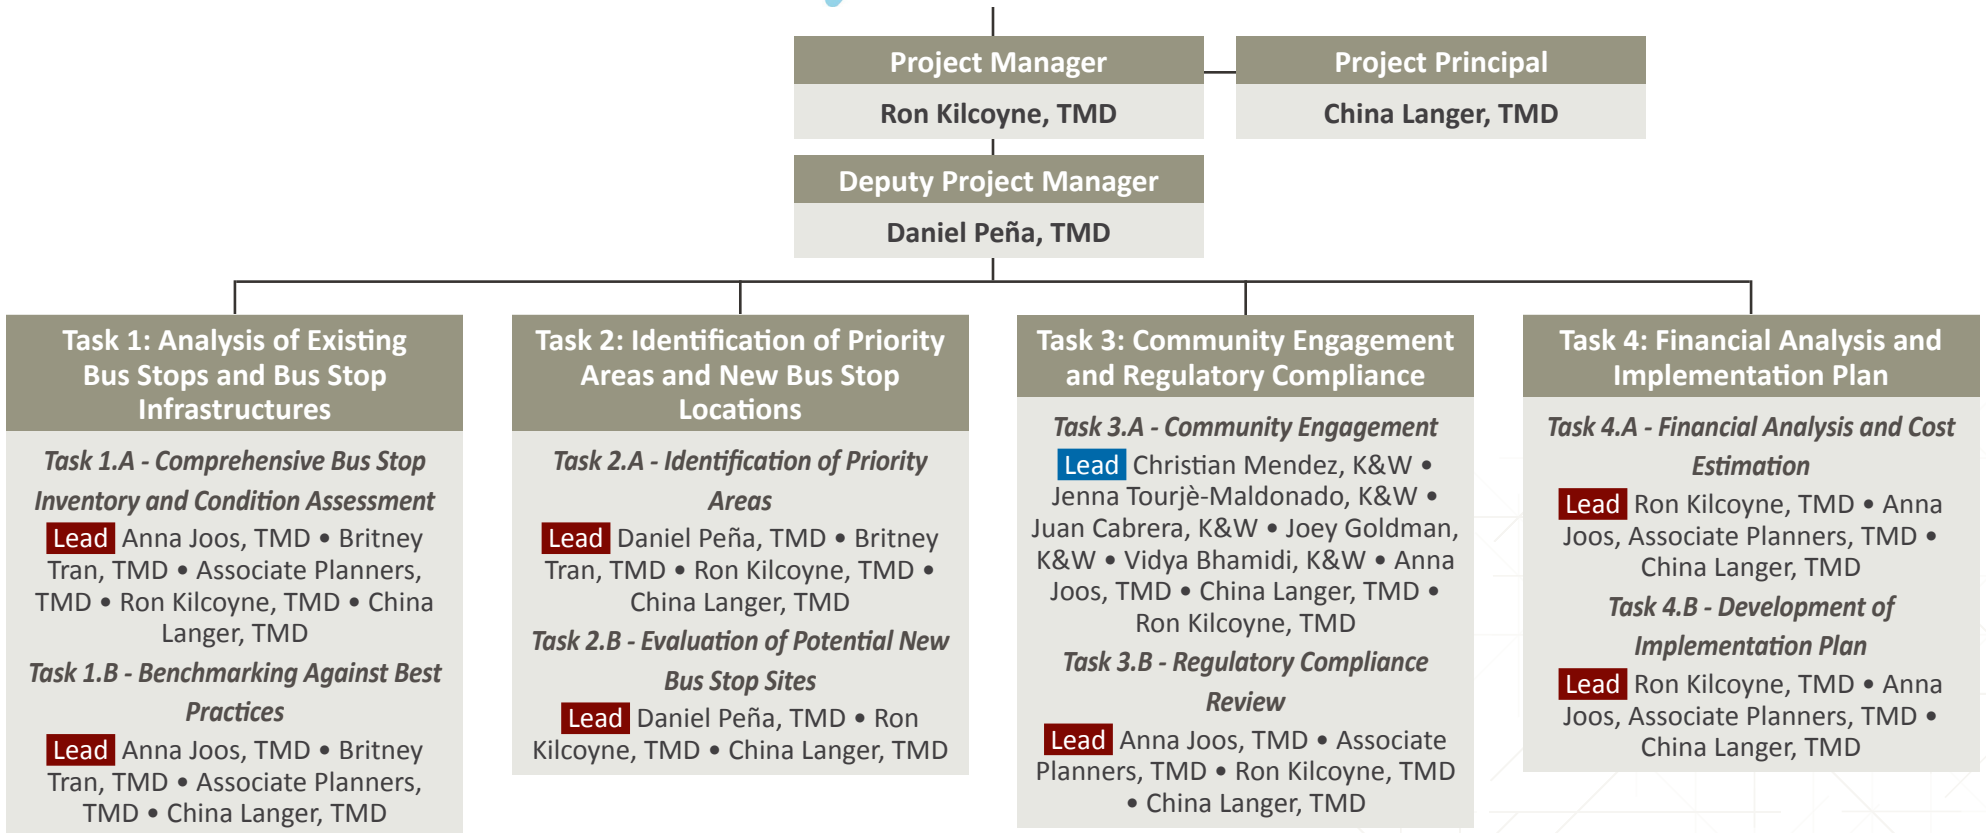 Project Manager
Ron Kilcoyne, TMD
Project Principal
China Langer, TMD
Deputy Project Manager
Daniel Peña, TMD
Task 1: Analysis of Existing
Bus Stops and Bus Stop
Infrastructures
Task 1.A - Comprehensive Bus Stop
Inventory and Condition Assessment
Lead Anna Joos, TMD • Britney
Tran, TMD • Associate Planners,
TMD • Ron Kilcoyne, TMD • China
Langer, TMD
Task 1.B - Benchmarking Against Best
Practices
Lead Anna Joos, TMD • Britney
Tran, TMD • Associate Planners,
TMD • China Langer, TMD
Task 2: Identification of Priority
Areas and New Bus Stop
Locations
Task 2.A - Identification of Priority
Areas
Lead Daniel Peña, TMD • Britney
Tran, TMD • Ron Kilcoyne, TMD •
China Langer, TMD
Task 2.B - Evaluation of Potential New
Bus Stop Sites
Lead Daniel Peña, TMD • Ron
Kilcoyne, TMD • China Langer, TMD
Task 3: Community Engagement
and Regulatory Compliance
Task 3.A - Community Engagement
Lead Christian Mendez, K&W •
Jenna Tourjè-Maldonado, K&W •
Juan Cabrera, K&W • Joey Goldman,
K&W • Vidya Bhamidi, K&W • Anna
Joos, TMD • China Langer, TMD •
Ron Kilcoyne, TMD
Task 3.B - Regulatory Compliance
Review
Lead Anna Joos, TMD • Associate
Planners, TMD • Ron Kilcoyne, TMD
• China Langer, TMD
Task 4: Financial Analysis and
Implementation Plan
Task 4.A - Financial Analysis and Cost
Estimation
Lead Ron Kilcoyne, TMD • Anna
Joos, Associate Planners, TMD •
China Langer, TMD
Task 4.B - Development of
Implementation Plan
Lead Ron Kilcoyne, TMD • Anna
Joos, Associate Planners, TMD •
China Langer, TMD